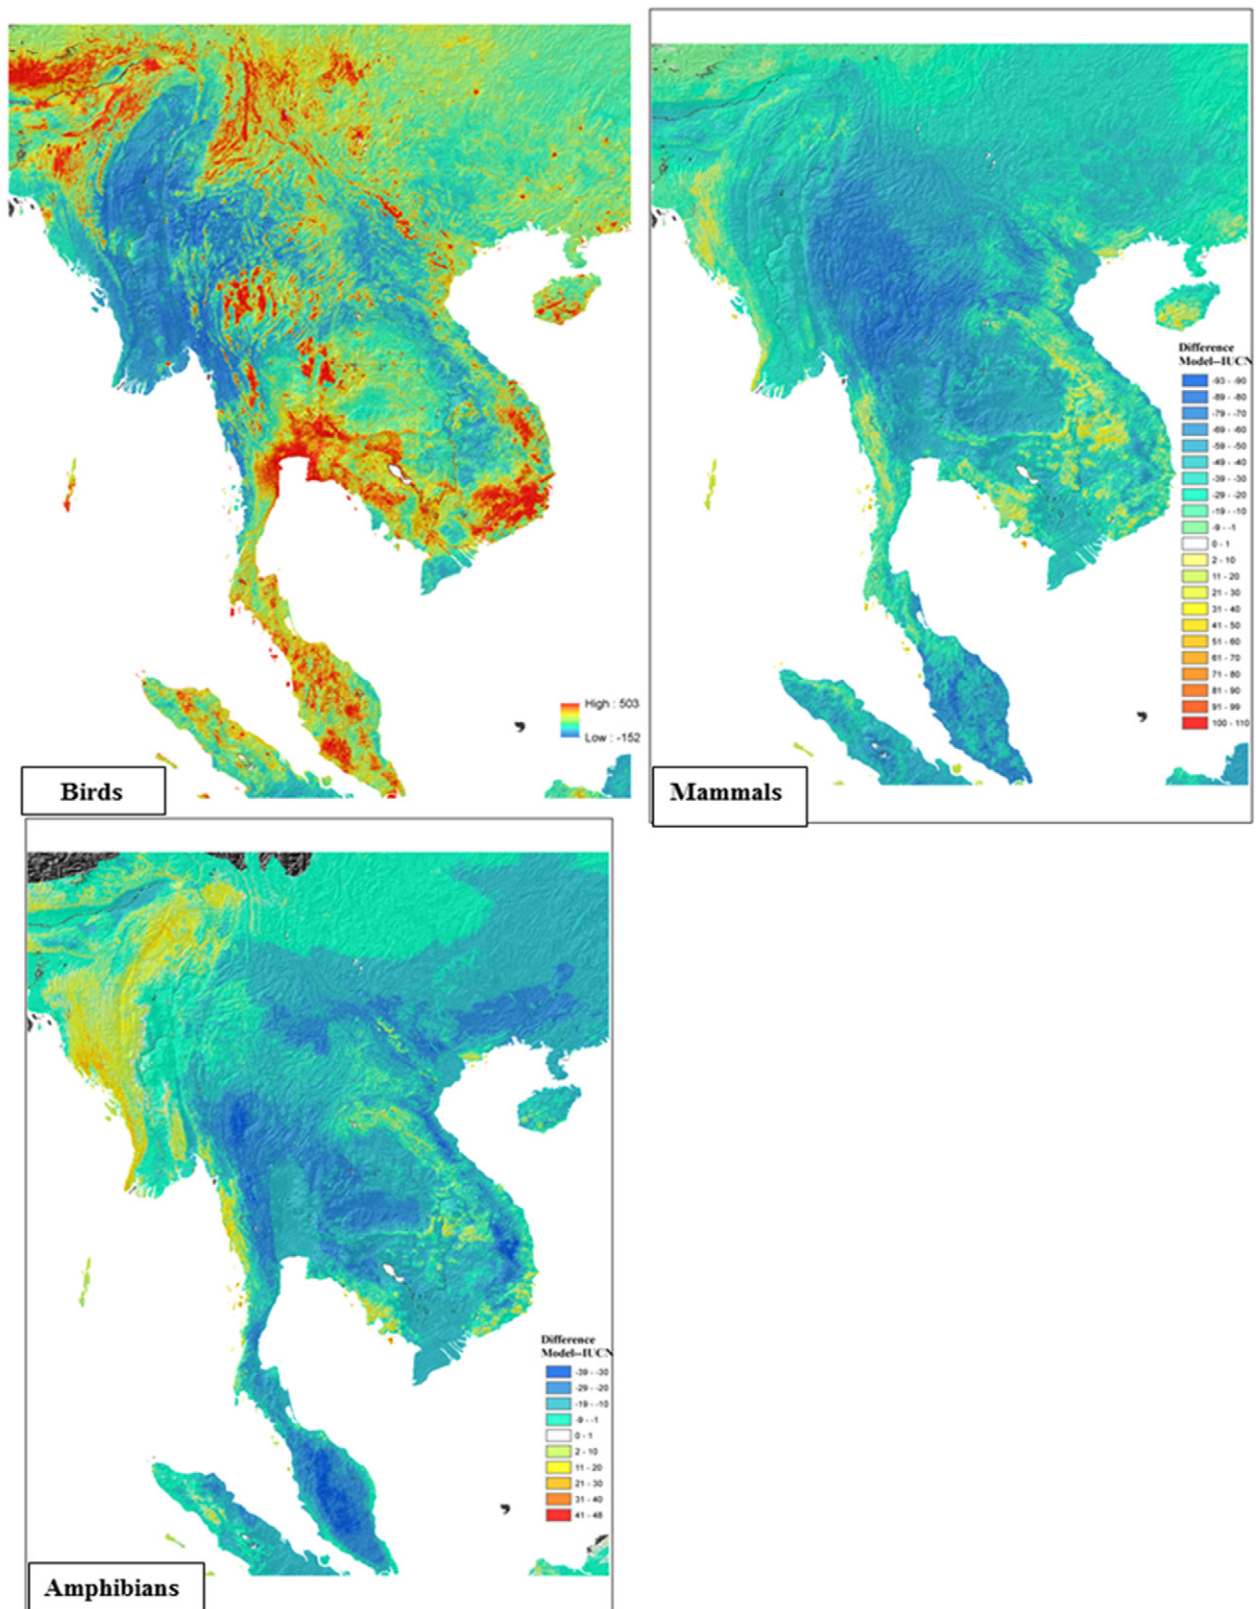 High : 503
Low : -152
Birds
Difference
Model--IUCN
-93 - -90
-89 - -80
-79 - -70
-69 - -60
-59 - -50
-49 - -40
-39 - -30
-29 - -20
-19 - -10
-9 - -1
0 - 1
2 - 10
11 - 20
21 - 30
31 - 40
41 - 50
51 - 60
61 - 70
71 - 80
81 - 90
91 - 99
100 - 110
Mammals
Difference
Model--IUCN
-39 - -30
-29 - -20
-19 - -10
-9 - -1
0 - 1
2 - 10
11 - 20
21 - 30
31 - 40
41 - 48
Amphibians